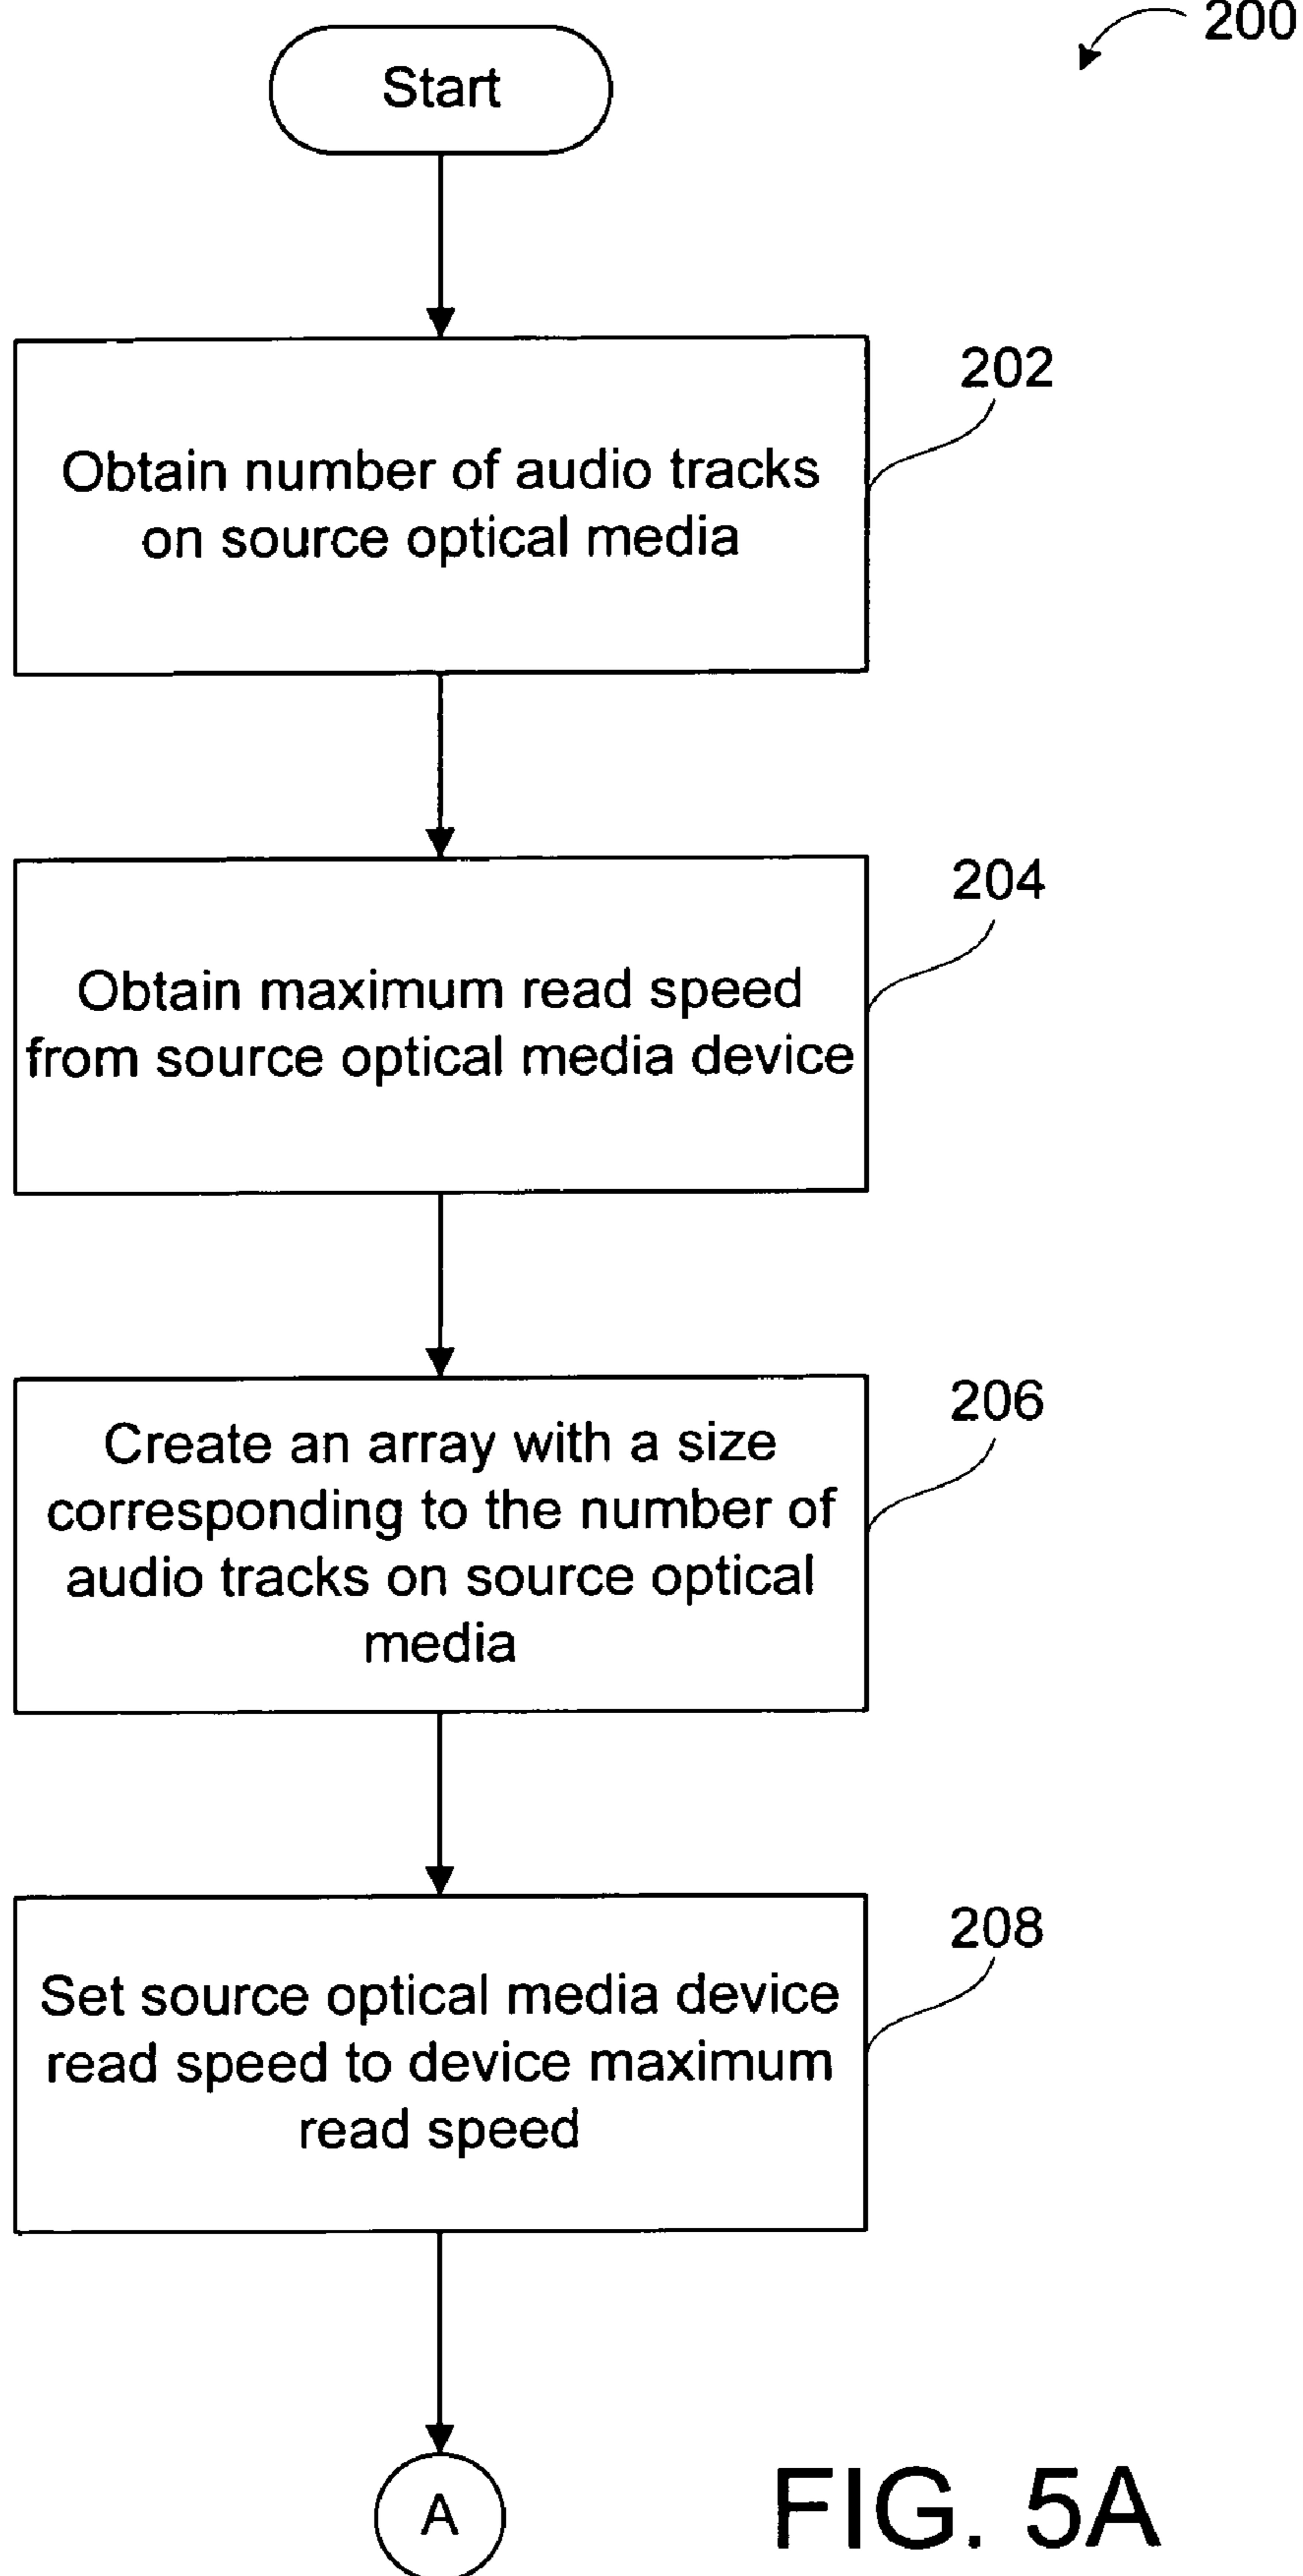 200
Start
202
Obtain number of audio tracks
on source optical media
204
Obtain maximum read speed
from source optical media device
206
Create an array with a size
corresponding to the number of
audio tracks on source optical
media
208
Set source optical media device
read speed to device maximum
read speed
A
FIG. 5A